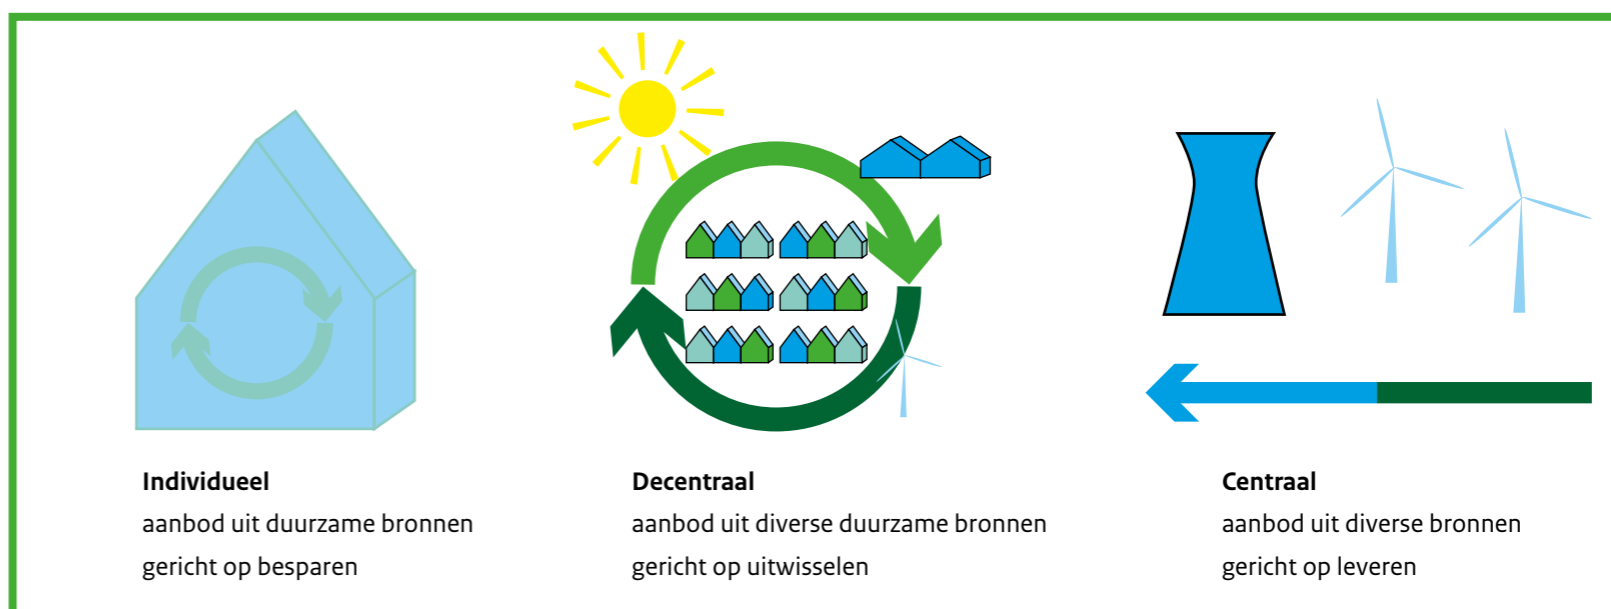 Individueel
aanbod uit duurzame bronnen
gericht op besparen
Decentraal
aanbod uit diverse duurzame bronnen
gericht op uitwisselen
Centraal
aanbod uit diverse bronnen
gericht op leveren